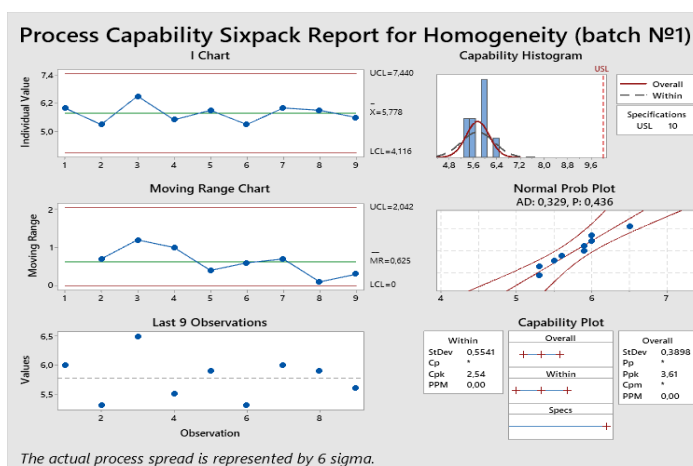 Process Capability Sixpack Report for Homogeneity (batch №1)
I Chart
Individual Value
7,4
6,2
5,0
1 2 3 4 5 6 7 8 9
UCL=7,440
_
X=5,778
LCL=4,116
Capability Histogram
USL
4,8 5,6 6,4 7,2 8,0 8,8 9,6
Overall
Within
Specifications
USL 10
Moving Range Chart
Moving Range
2
1
0
1 2 3 4 5 6 7 8 9
UCL=2,042
__
MR=0,625
LCL=0
Normal Prob Plot
AD: 0,329, P: 0,436
4 5 6 7
Last 9 Observations
Values
6,5
6,0
5,5
2 4 6 8
Observation
Capability Plot
Within
StDev 0,5541
Cp *
Cpk 2,54
PPM 0,00
Overall
Within
Specs
Overall
StDev 0,3898
Pp *
Ppk 3,61
Cpm *
PPM 0,00
The actual process spread is represented by 6 sigma.